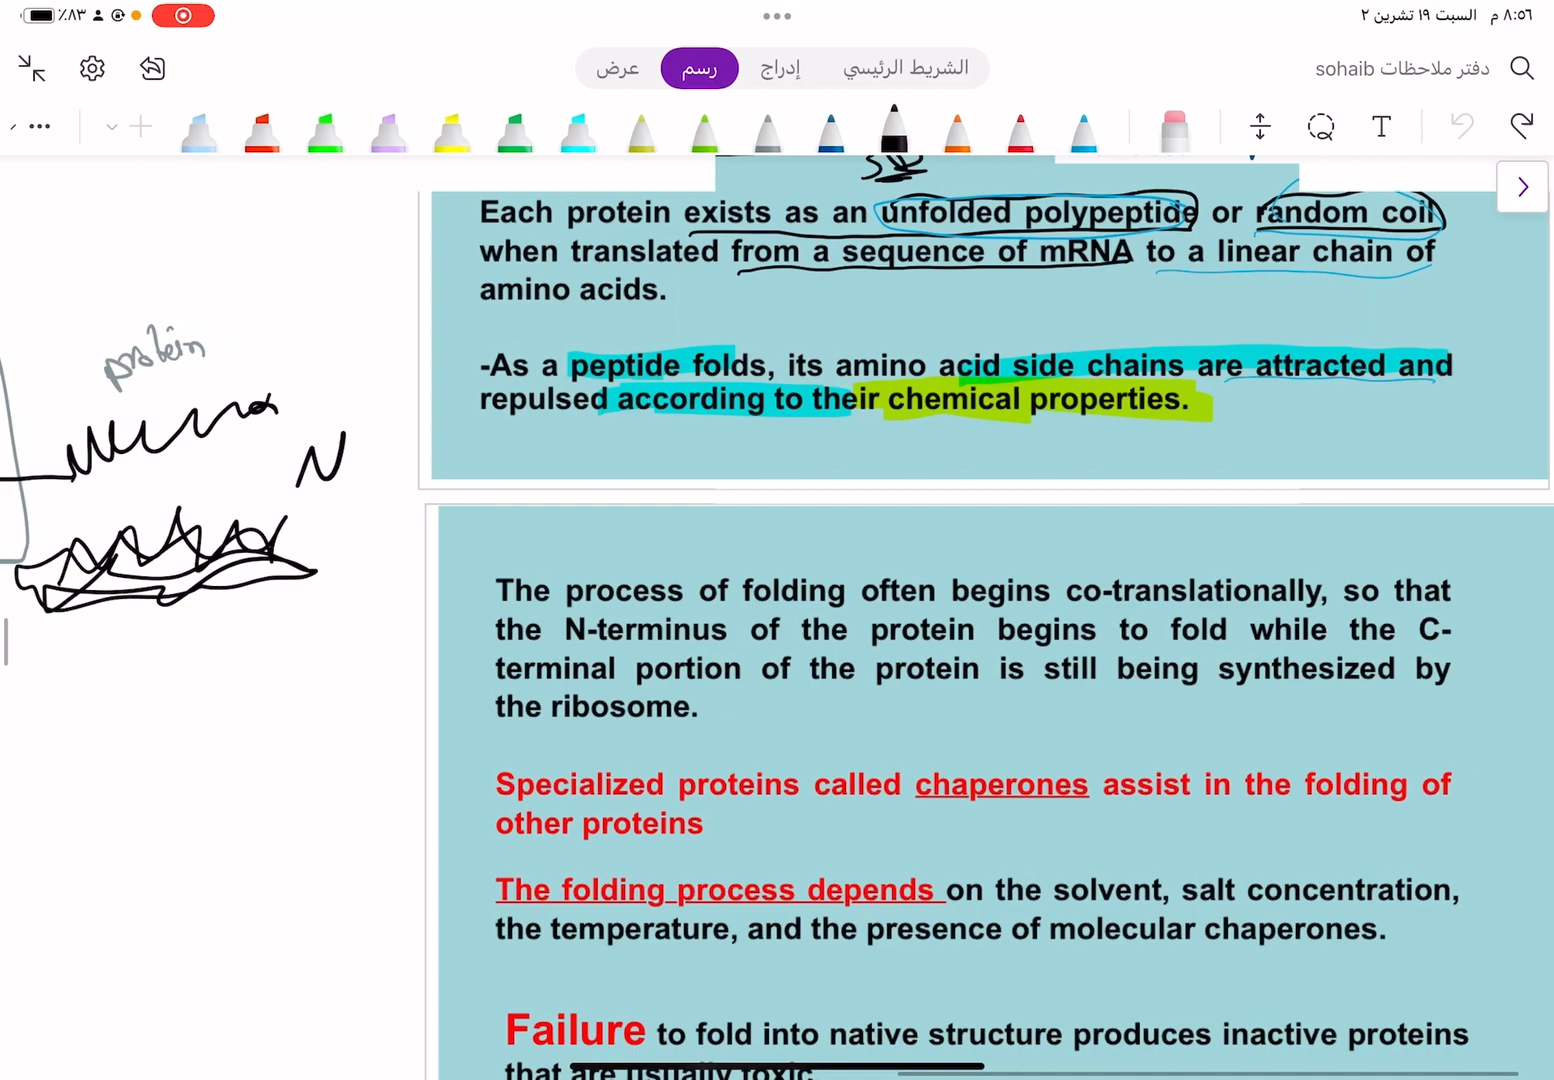 ٨:٥٦ م السبت ١٩ تشرين ٢
٪٨٣
دفتر ملاحظات sohaib
الشريط الرئيسي إدراج رسم عرض
T
Each protein exists as an unfolded polypeptide or random coil
when translated from a sequence of mRNA to a linear chain of
amino acids.
-As a peptide folds, its amino acid side chains are attracted and
repulsed according to their chemical properties.
protein
N
The process of folding often begins co-translationally, so that
the N-terminus of the protein begins to fold while the C-
terminal portion of the protein is still being synthesized by
the ribosome.
Specialized proteins called chaperones assist in the folding of
other proteins
The folding process depends on the solvent, salt concentration,
the temperature, and the presence of molecular chaperones.
Failure to fold into native structure produces inactive proteins
that are usually toxic